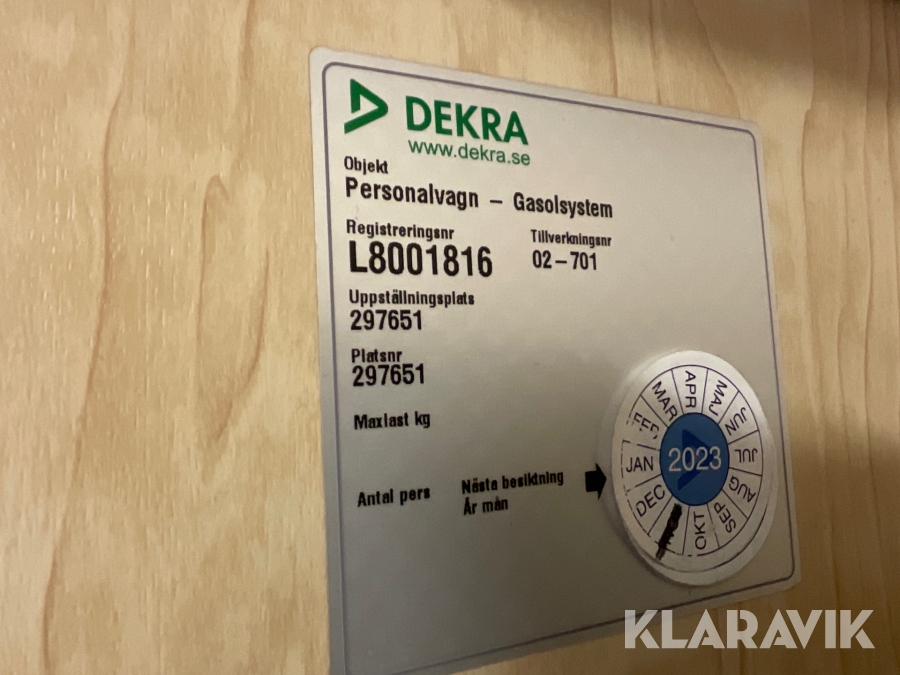 DEKRA
www.dekra.se
Objekt
Personalvagn – Gasolsystem
Registreringsnr
L8001816
Tillverkningsnr
02–701
Uppställningsplats
297651
Platsnr
297651
Maxlast kg
Antal pers
Nästa besiktning
År mån
2023
JAN
FEB
MAR
APR
MAJ
JUN
JUL
AUG
SEP
OKT
DEC
KLARAVIK